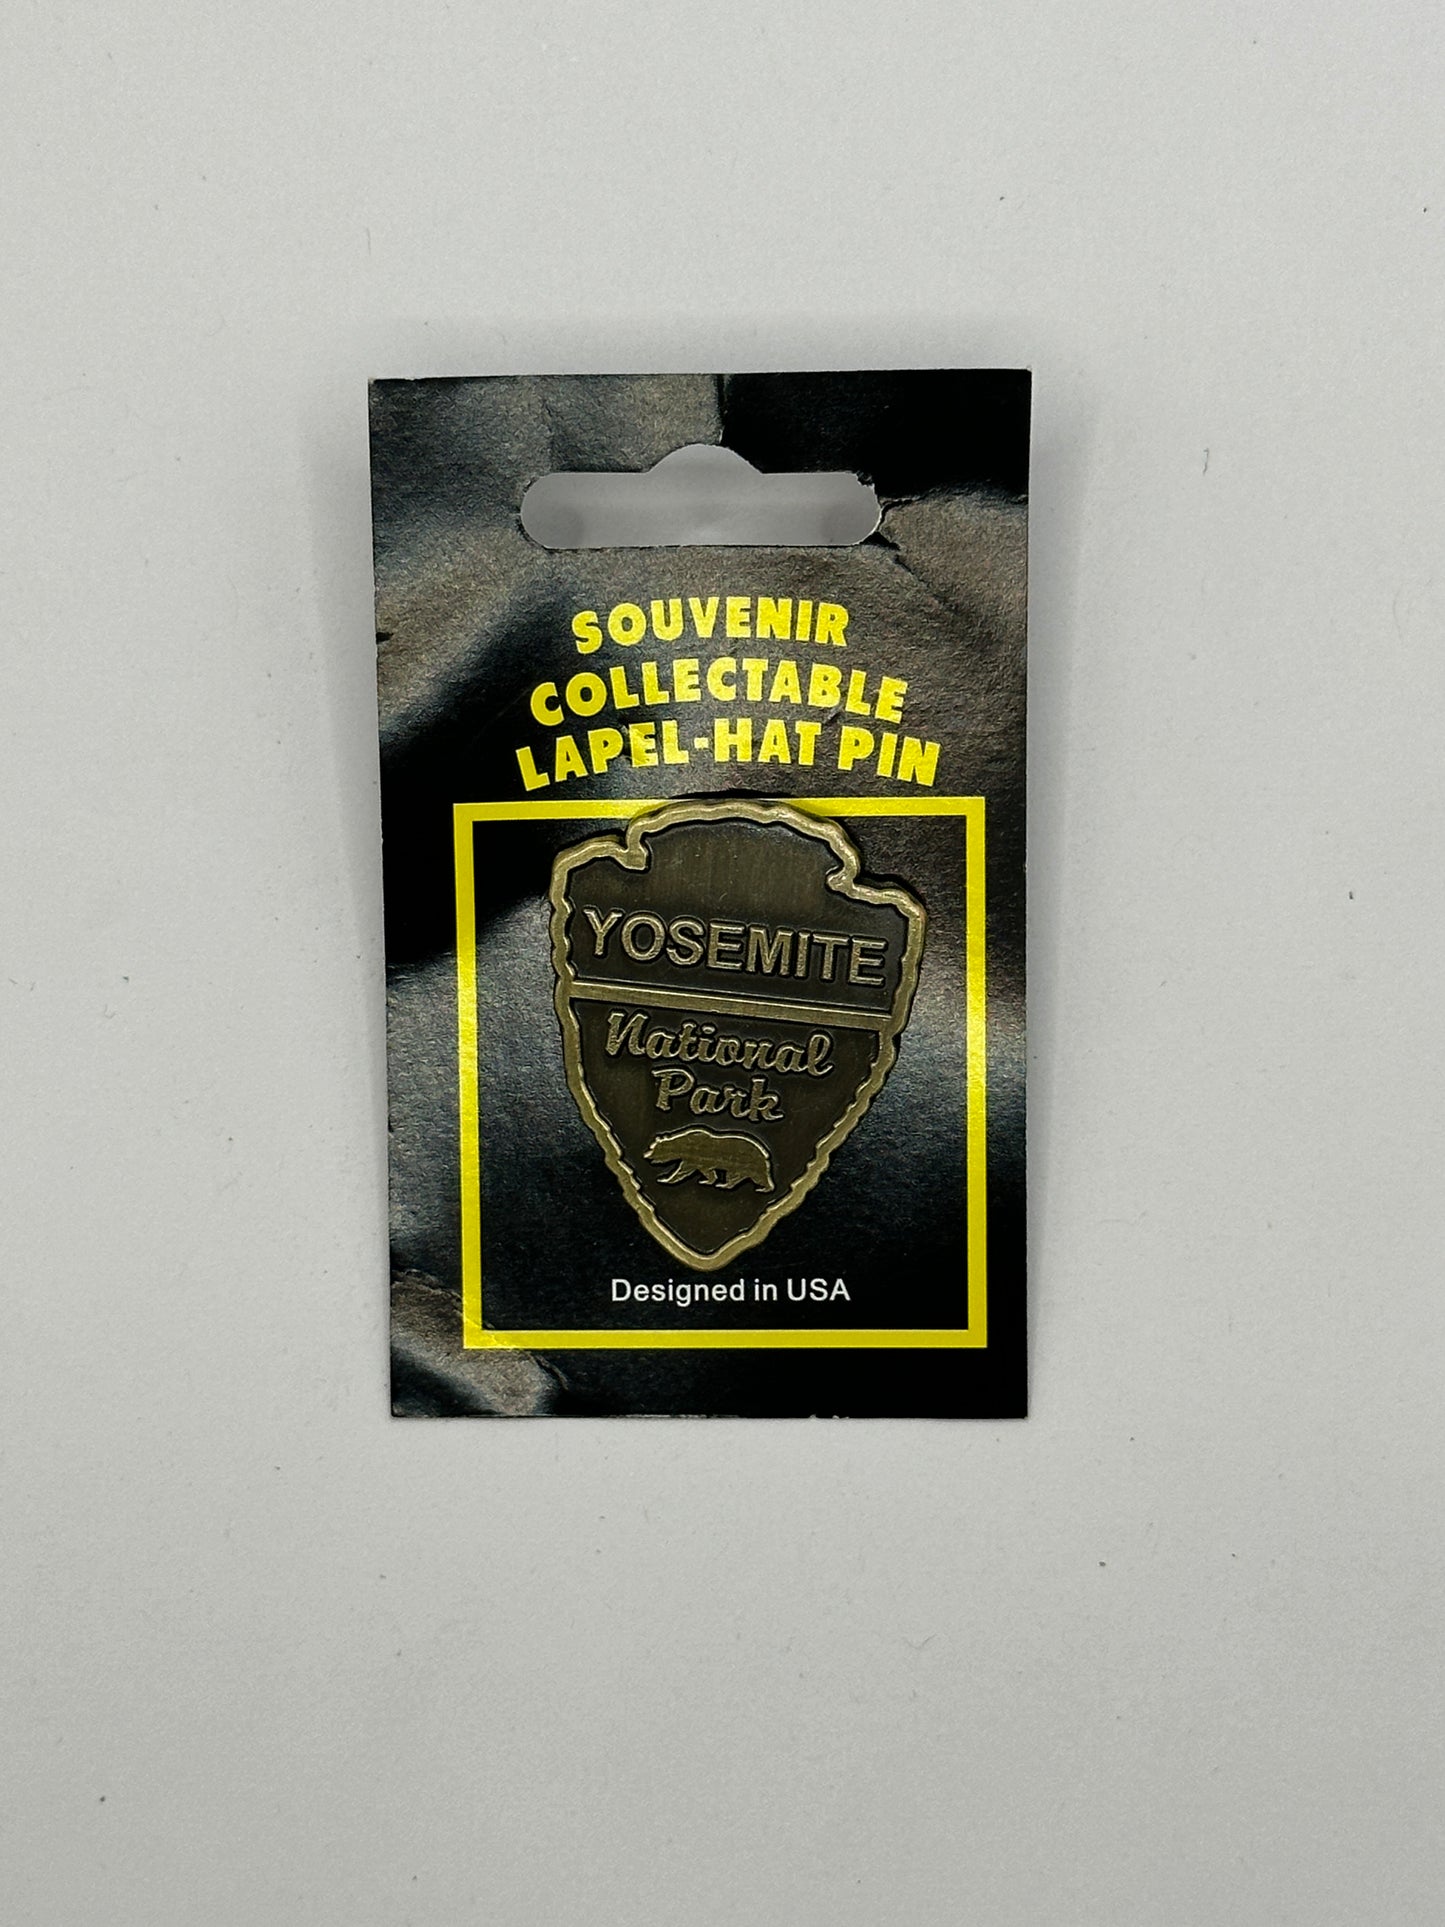 SOUVENIR
COLLECTABLE
LAPEL-HAT PIN
YOSEMITE
National
Park
Designed in USA